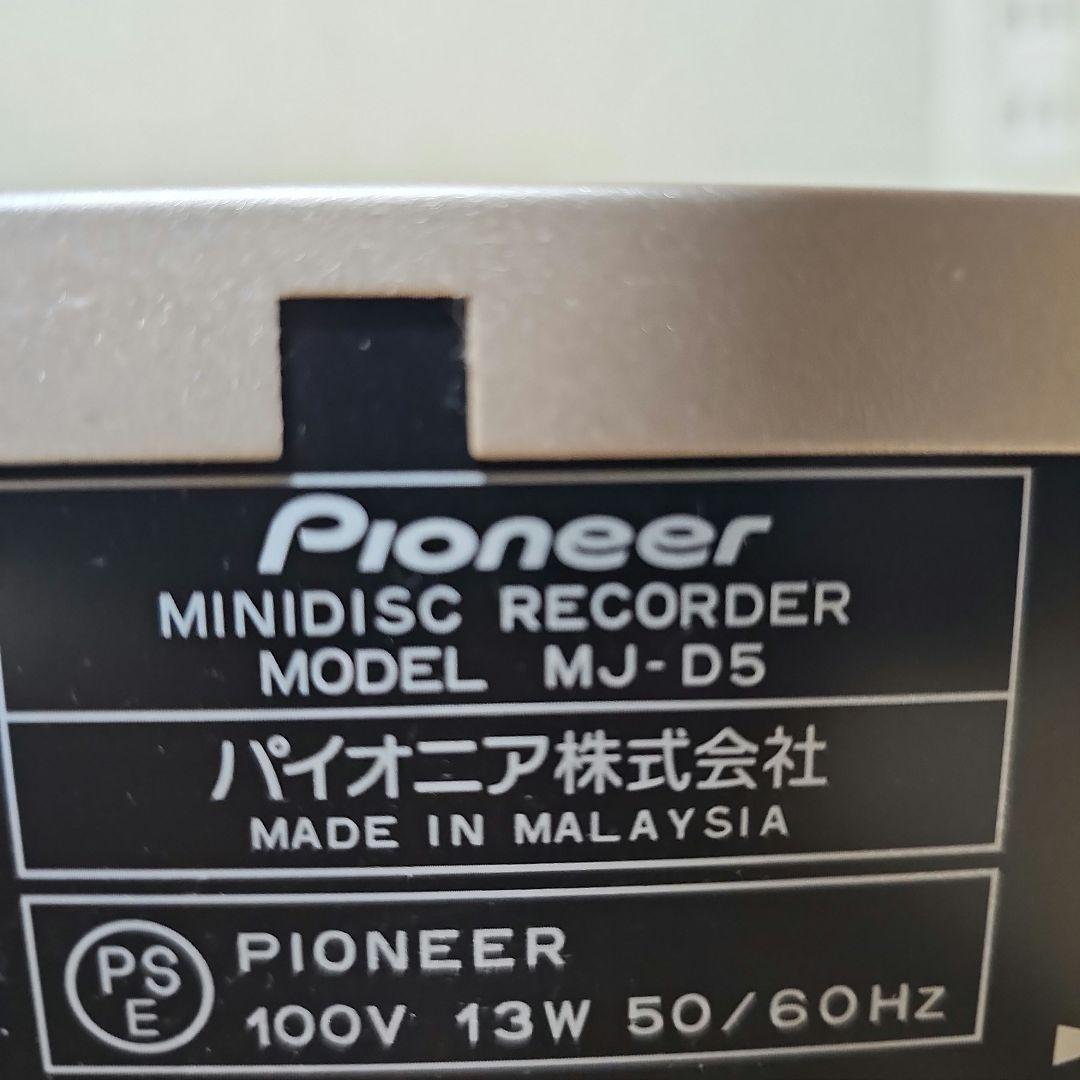 Pioneer
MINIDISC RECORDER
MODEL MJ-D5
パイオニア株式会社
MADE IN MALAYSIA
PS
E
PIONEER
100V 13W 50/60Hz